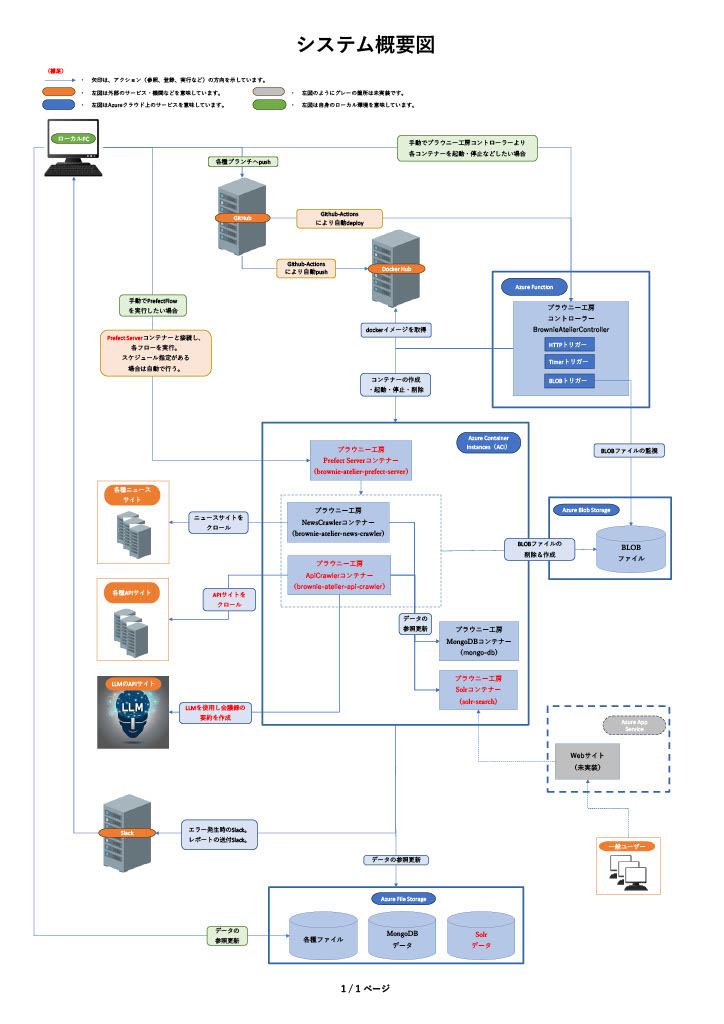 システム概要図
（補足）
・ 矢印は、アクション（参照、登録、実行など）の方向を示しています。
・ 左図は外部のサービス・機関などを意味しています。
・ 左図のようにグレーの箇所は未実装です。
・ 左図はAzureクラウド上のサービスを意味しています。
・ 左図は自身のローカル環境を意味しています。
ローカルPC
手動でブラウニー工房コントローラーより
各コンテナーを起動・停止などしたい場合
各種ブランチへpush
GitHub
Github-Actions
により自動deploy
Github-Actions
により自動push
Docker Hub
Azure Function
ブラウニー工房
コントローラー
BrownieAtelierController
HTTPトリガー
Timerトリガー
BLOBトリガー
手動でPrefectFlow
を実行したい場合
dockerイメージを取得
Prefect Serverコンテナーと接続し、
各フローを実行。
スケジュール指定がある
場合は自動で行う。
コンテナーの作成
・起動・停止・削除
Azure Container
Instances（ACI）
ブラウニー工房
Prefect Serverコンテナー
（brownie-atelier-prefect-server）
BLOBファイルの監視
各種ニュース
サイト
ニュースサイトを
クロール
ブラウニー工房
NewsCrawlerコンテナー
（brownie-atelier-news-crawler）
Azure Blob Storage
BLOB
ファイル
BLOBファイルの
削除＆作成
ブラウニー工房
ApiCrawlerコンテナー
（brownie-atelier-api-crawler）
各種APIサイト
APIサイトを
クロール
データの
参照更新
ブラウニー工房
MongoDBコンテナー
（mongo-db）
LLMのAPIサイト
LLM
LLMを使用し会議録の
要約を作成
ブラウニー工房
Solrコンテナー
（solr-search）
Azure App
Service
Webサイト
（未実装）
Slack
エラー発生時のSlack。
レポートの送付Slack。
一般ユーザー
データの参照更新
Azure File Storage
データの
参照更新
各種ファイル
MongoDB
データ
Solr
データ
1 / 1 ページ